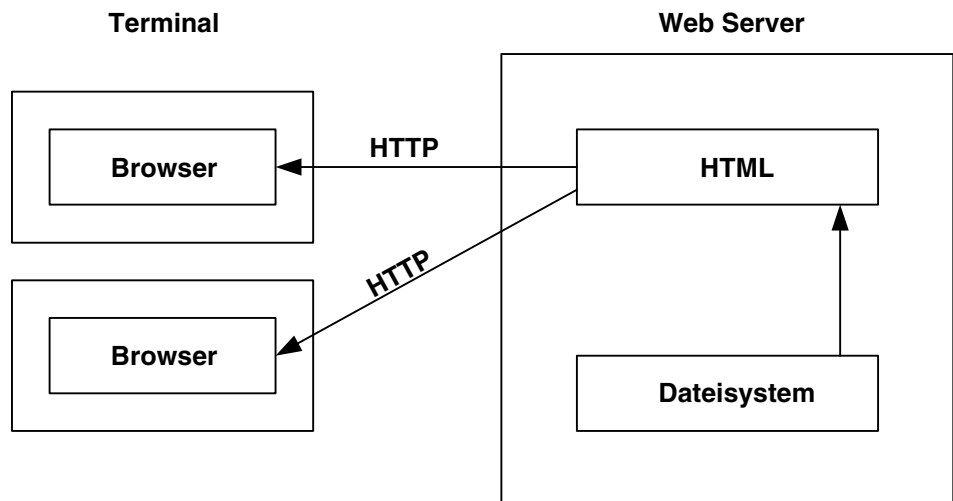 Terminal
Web Server
Browser
HTTP
HTML
HTTP
Browser
Dateisystem